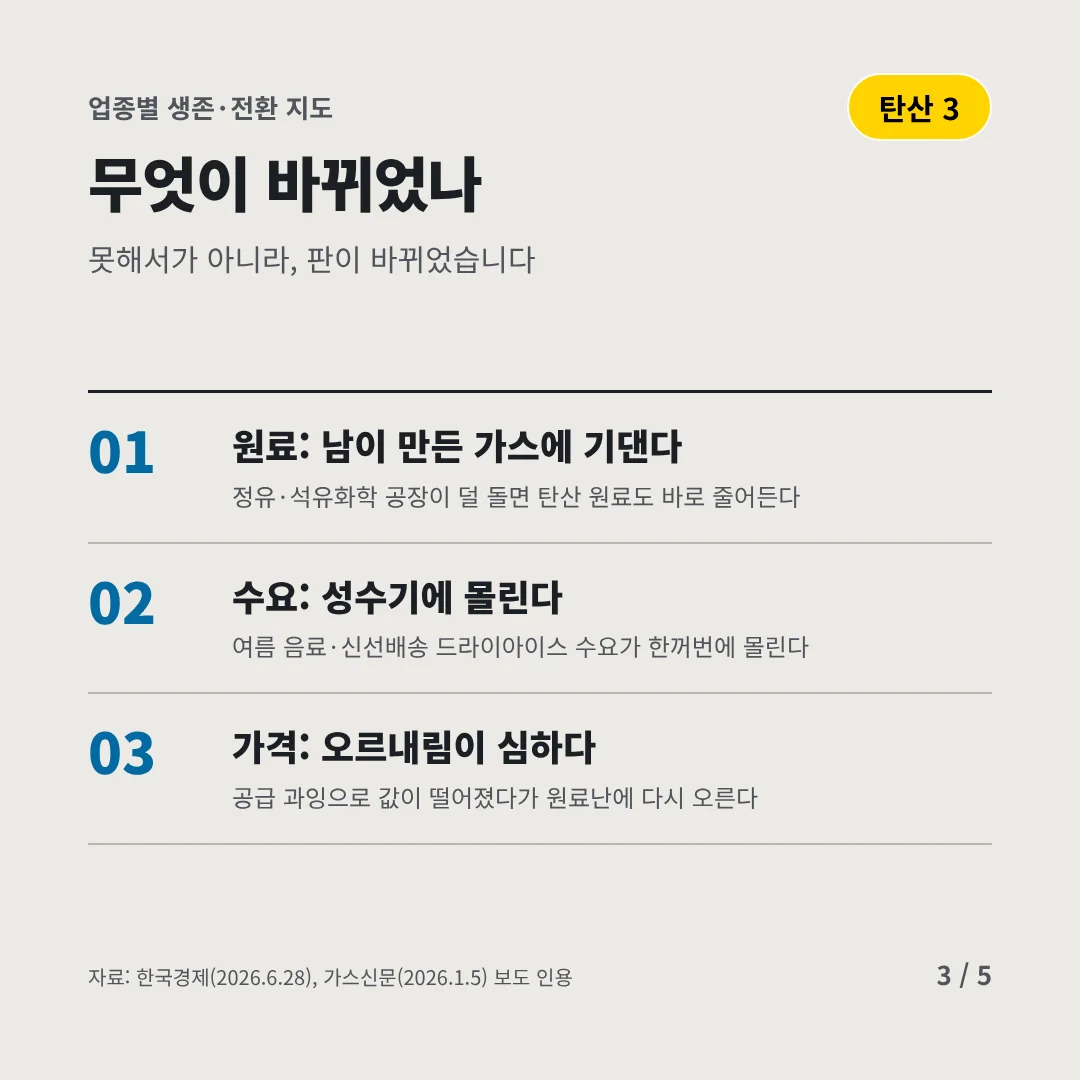 업종별 생존·전환 지도
탄산 3
무엇이 바뀌었나
못해서가 아니라, 판이 바뀌었습니다
01
원료: 남이 만든 가스에 기댄다
정유·석유화학 공장이 덜 돌면 탄산 원료도 바로 줄어든다
02
수요: 성수기에 몰린다
여름 음료·신선배송 드라이아이스 수요가 한꺼번에 몰린다
03
가격: 오르내림이 심하다
공급 과잉으로 값이 떨어졌다가 원료난에 다시 오른다
자료: 한국경제(2026.6.28), 가스신문(2026.1.5) 보도 인용
3 / 5